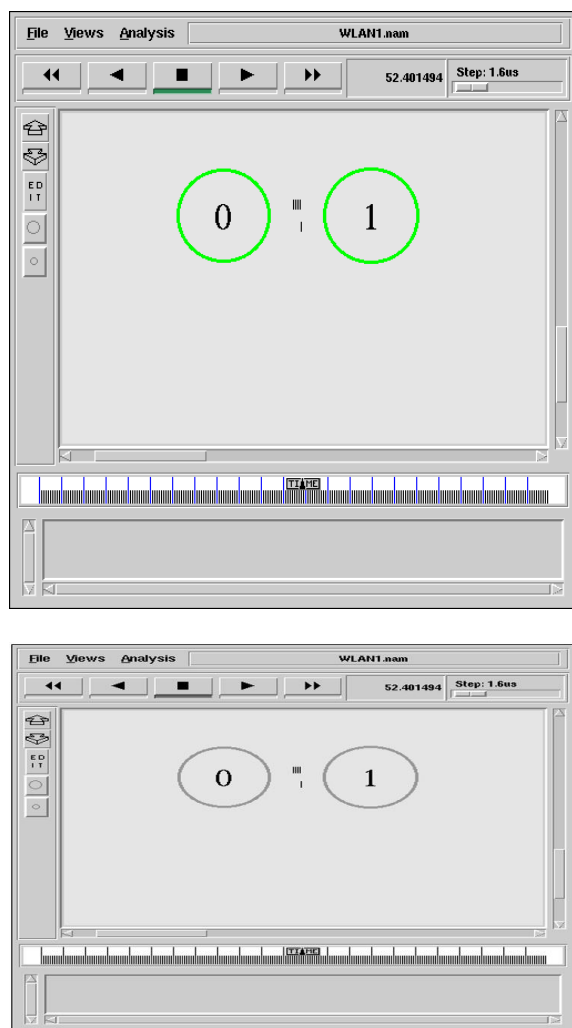 File Views Analysis WLAN1.nam
52.401494 Step: 1.6us
ED
IT
0 1
TIME
File Views Analysis WLAN1.nam
52.401494 Step: 1.6us
ED
IT
0 1
TIME